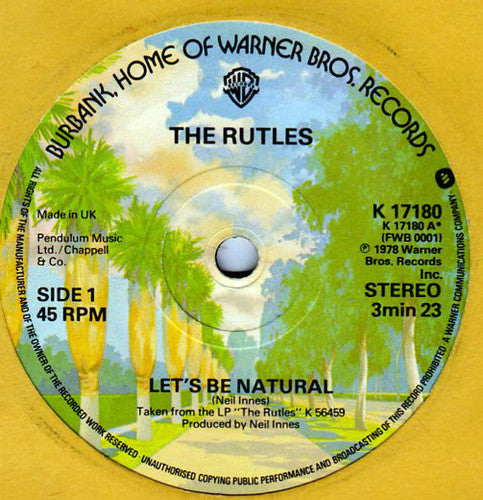 BURBANK, HOME OF WARNER BROS. RECORDS
THE RUTLES
Made in UK
Pendulum Music
Ltd./Chappell
& Co.
SIDE 1
45 RPM
K 17180
K 17180 A*
(FWB 0001)
℗ 1978 Warner
Bros. Records
Inc.
STEREO
3min 23
LET'S BE NATURAL
(Neil Innes)
Taken from the LP "The Rutles" K 56459
Produced by Neil Innes
ALL RIGHTS OF THE MANUFACTURER AND OF THE OWNER OF THE RECORDED WORK RESERVED. UNAUTHORISED COPYING PUBLIC PERFORMANCE AND BROADCASTING OF THIS RECORD PROHIBITED. A WARNER COMMUNICATIONS COMPANY.